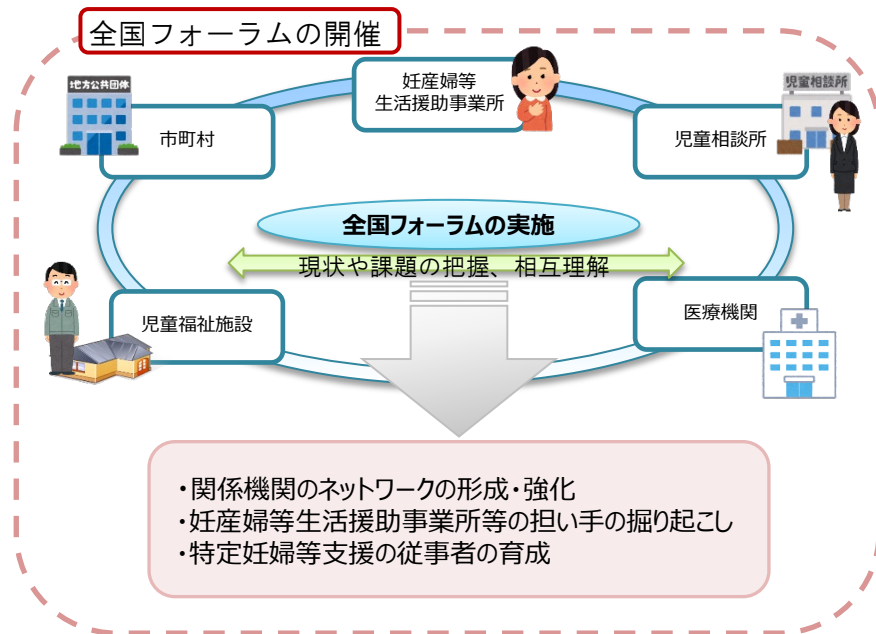 全国フォーラムの開催
地方公共団体
市町村
妊産婦等
生活援助事業所
児童相談所
児童相談所
全国フォーラムの実施
現状や課題の把握、相互理解
児童福祉施設
医療機関
・関係機関のネットワークの形成・強化
・妊産婦等生活援助事業所等の担い手の掘り起こし
・特定妊婦等支援の従事者の育成